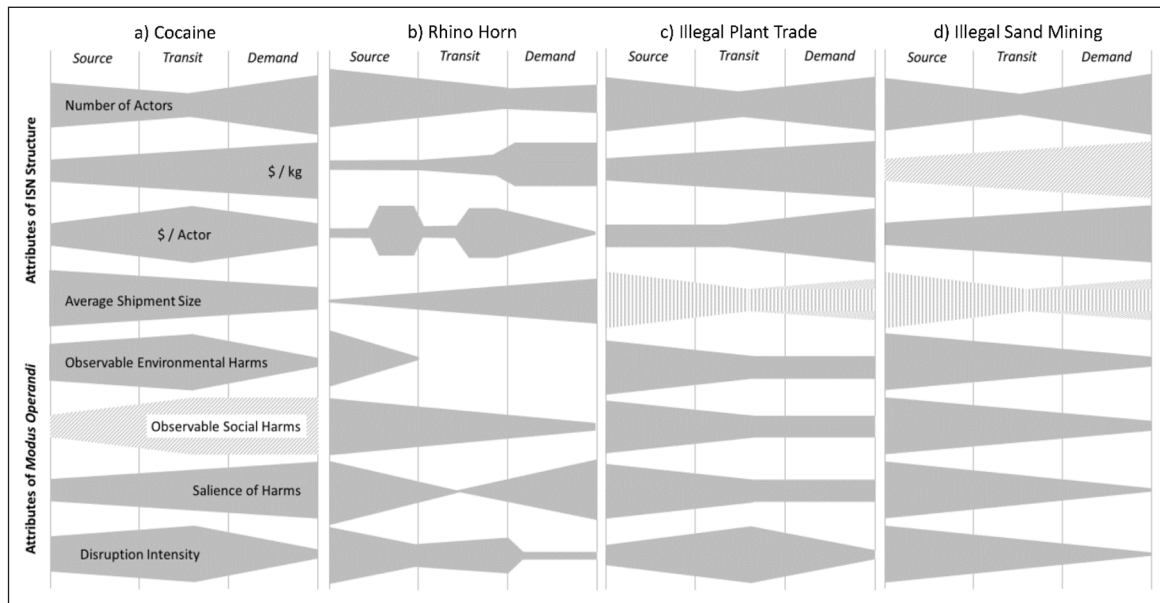 a) Cocaine
b) Rhino Horn
c) Illegal Plant Trade
d) Illegal Sand Mining
Source Transit Demand
Source Transit Demand
Source Transit Demand
Source Transit Demand
Attributes of ISN Structure
Number of Actors
$ / kg
$ / Actor
Average Shipment Size
Attributes of Modus Operandi
Observable Environmental Harms
Observable Social Harms
Salience of Harms
Disruption Intensity